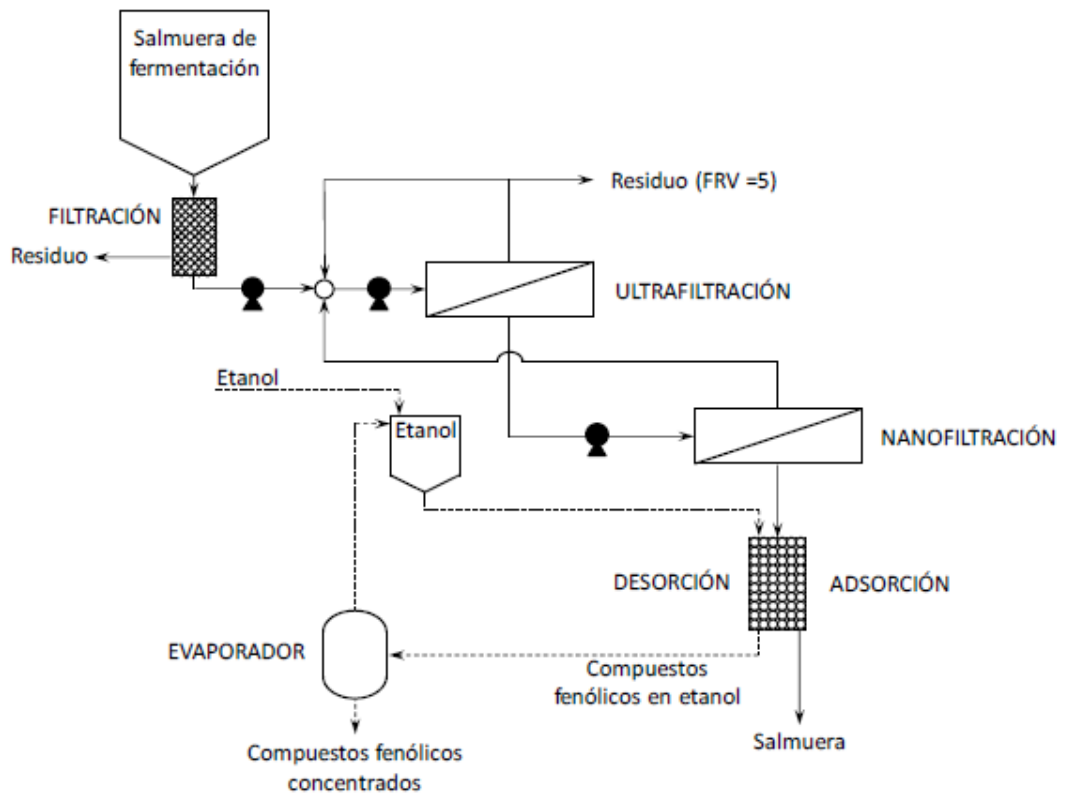 Salmuera de
fermentación
Residuo (FRV =5)
FILTRACIÓN
Residuo
ULTRAFILTRACIÓN
Etanol
Etanol
NANOFILTRACIÓN
DESORCIÓN
ADSORCIÓN
EVAPORADOR
Compuestos
fenólicos en etanol
Salmuera
Compuestos fenólicos
concentrados